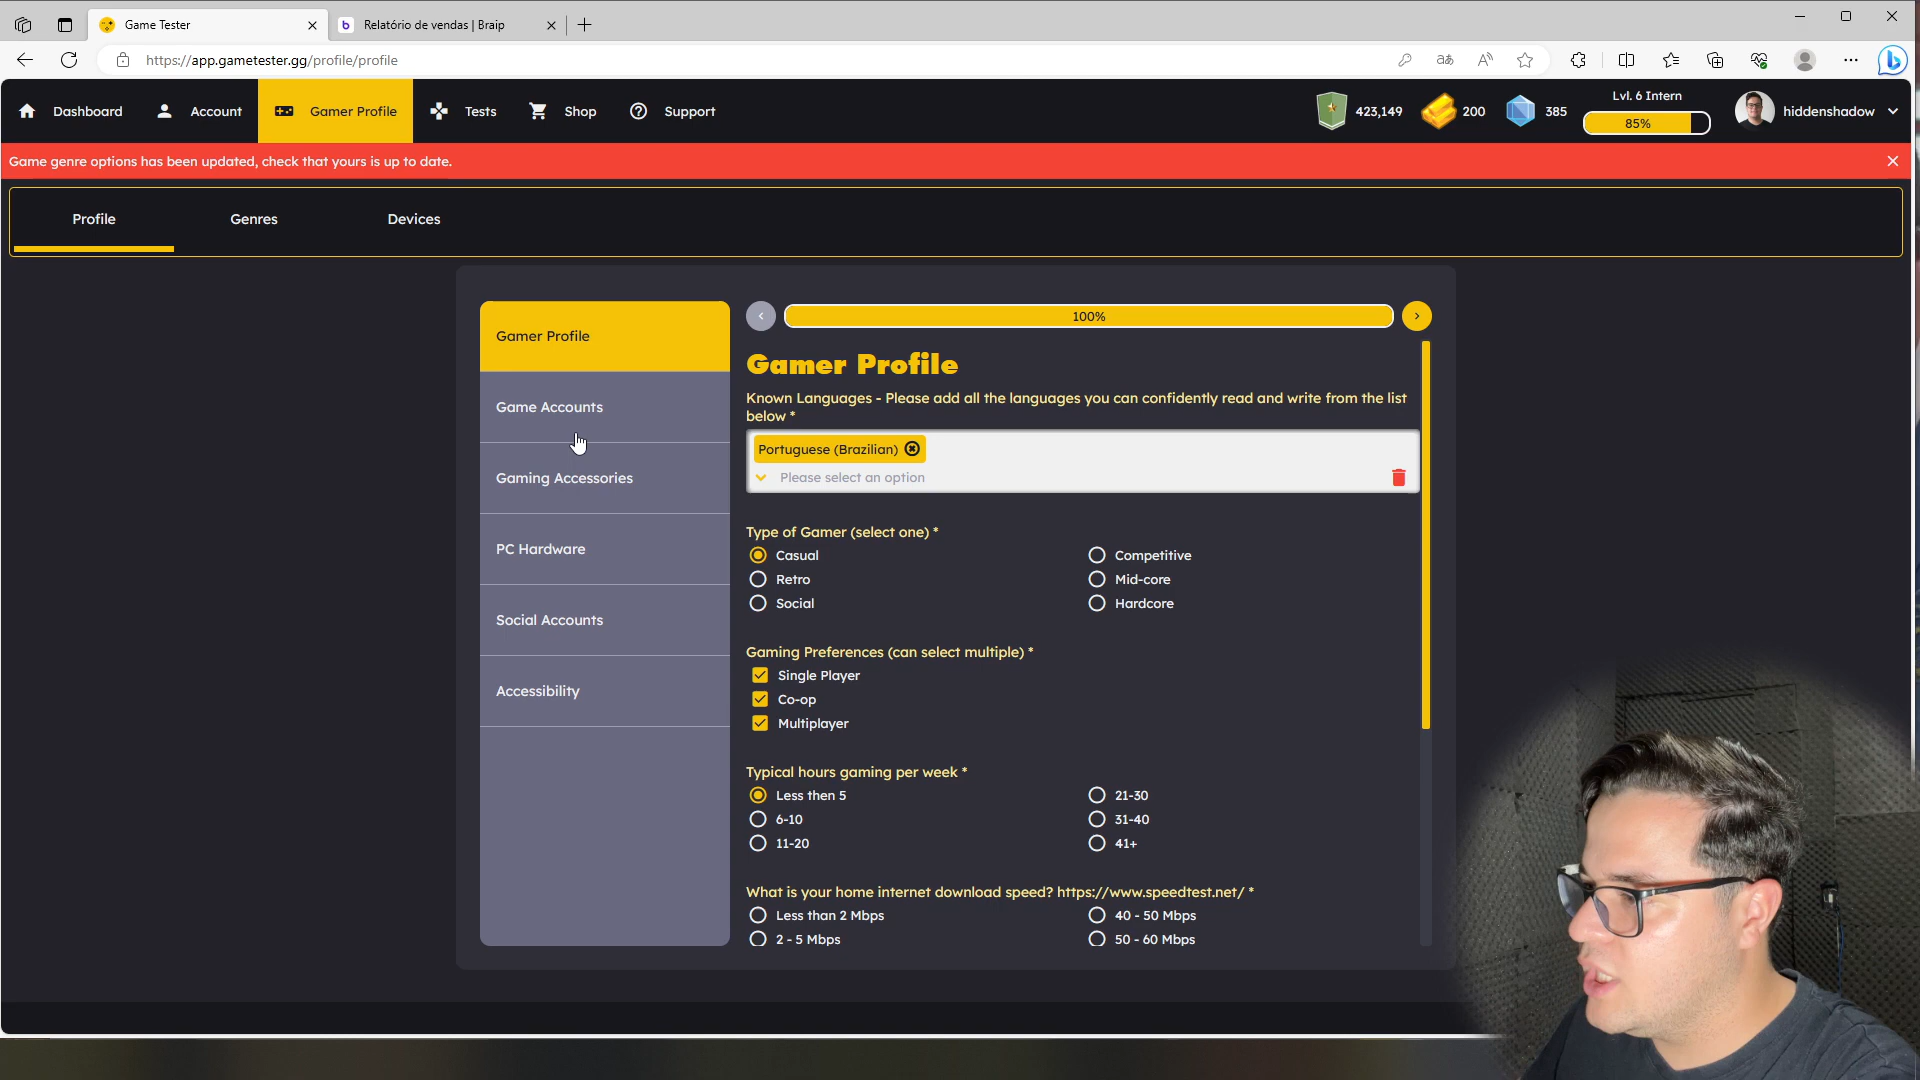 Game Tester
Relatório de vendas | Braip
https://app.gametester.gg/profile/profile
Dashboard
Account
Gamer Profile
Tests
Shop
Support
423,149
200
385
Lvl. 6 Intern
85%
hiddenshadow
Game genre options has been updated, check that yours is up to date.
Profile
Genres
Devices
Gamer Profile
Game Accounts
Gaming Accessories
PC Hardware
Social Accounts
Accessibility
100%
Gamer Profile
Known Languages - Please add all the languages you can confidently read and write from the list
below *
Portuguese (Brazilian)
Please select an option
Type of Gamer (select one) *
Casual
Competitive
Retro
Mid-core
Social
Hardcore
Gaming Preferences (can select multiple) *
Single Player
Co-op
Multiplayer
Typical hours gaming per week *
Less then 5
21-30
6-10
31-40
11-20
41+
What is your home internet download speed? https://www.speedtest.net/ *
Less than 2 Mbps
40 - 50 Mbps
2 - 5 Mbps
50 - 60 Mbps